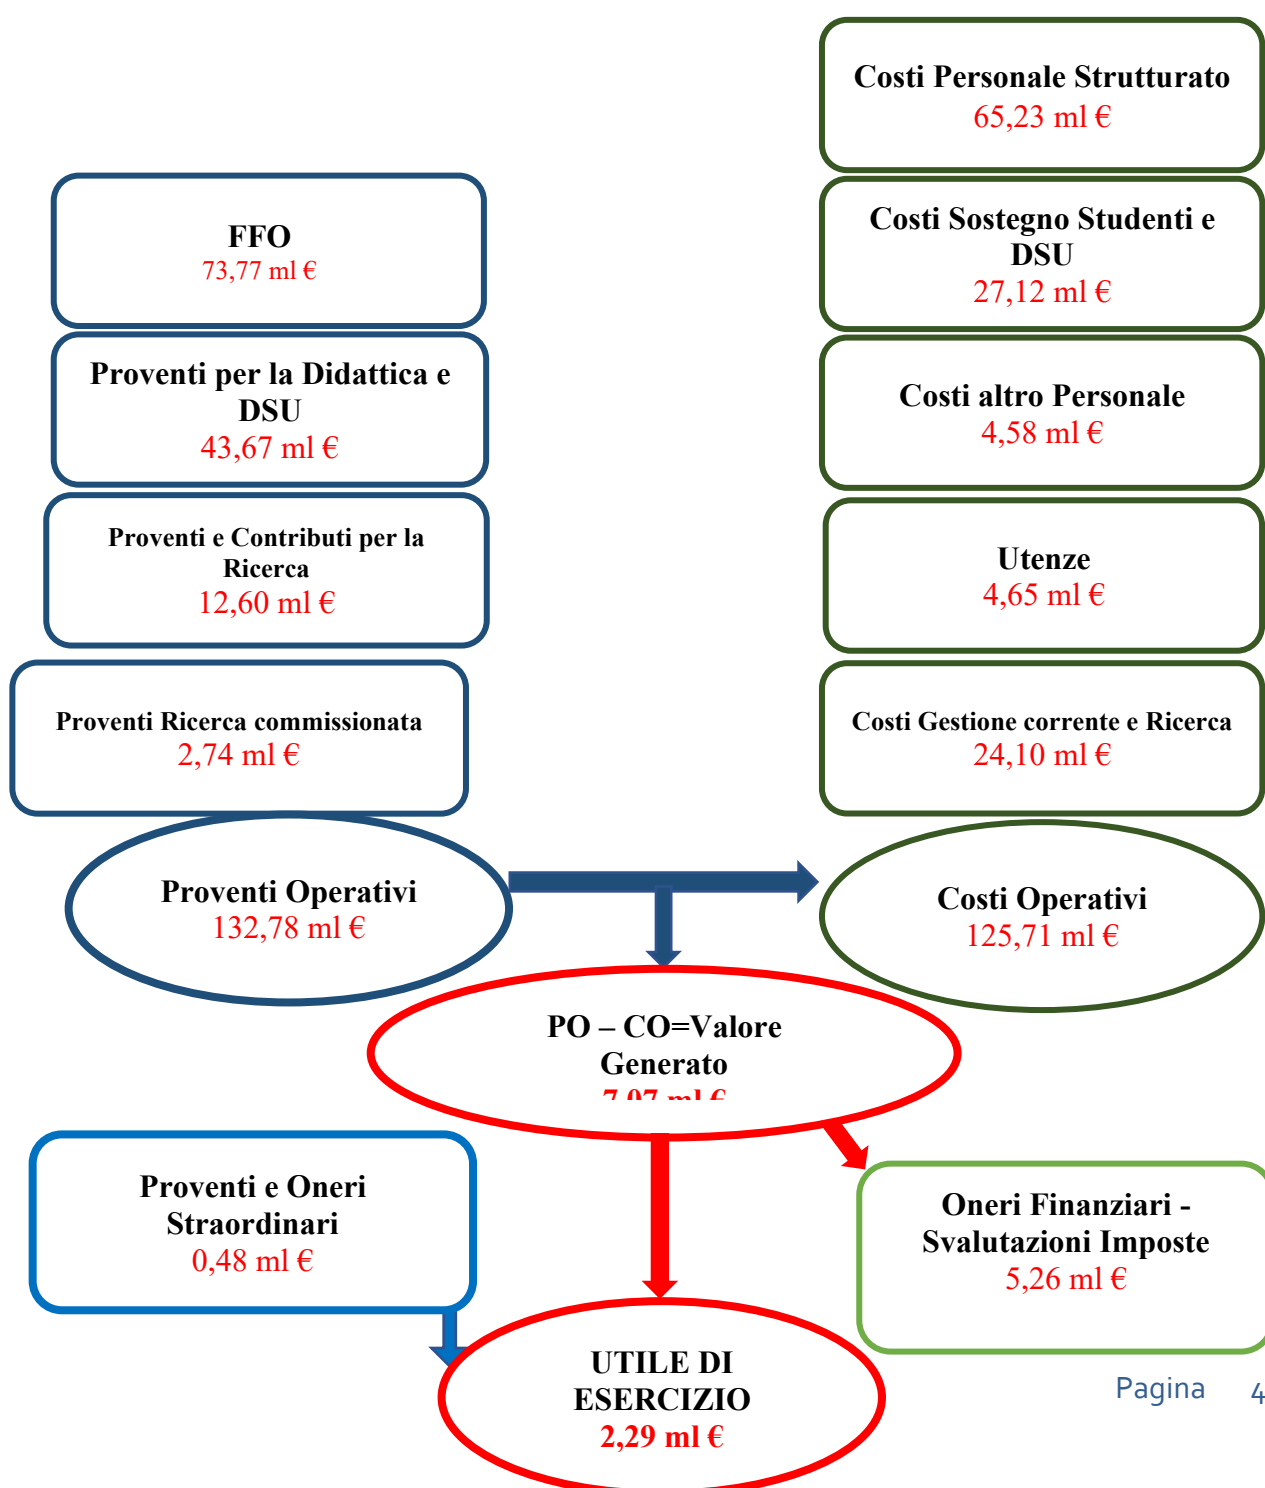 Costi Personale Strutturato
65,23 ml €
FFO
73,77 ml €
Costi Sostegno Studenti e
DSU
27,12 ml €
Proventi per la Didattica e
DSU
43,67 ml €
Costi altro Personale
4,58 ml €
Proventi e Contributi per la
Ricerca
12,60 ml €
Utenze
4,65 ml €
Proventi Ricerca commissionata
2,74 ml €
Costi Gestione corrente e Ricerca
24,10 ml €
Proventi Operativi
132,78 ml €
Costi Operativi
125,71 ml €
PO – CO=Valore
Generato
7,07 ml €
Proventi e Oneri
Straordinari
0,48 ml €
Oneri Finanziari -
Svalutazioni Imposte
5,26 ml €
UTILE DI
ESERCIZIO
2,29 ml €
Pagina 4